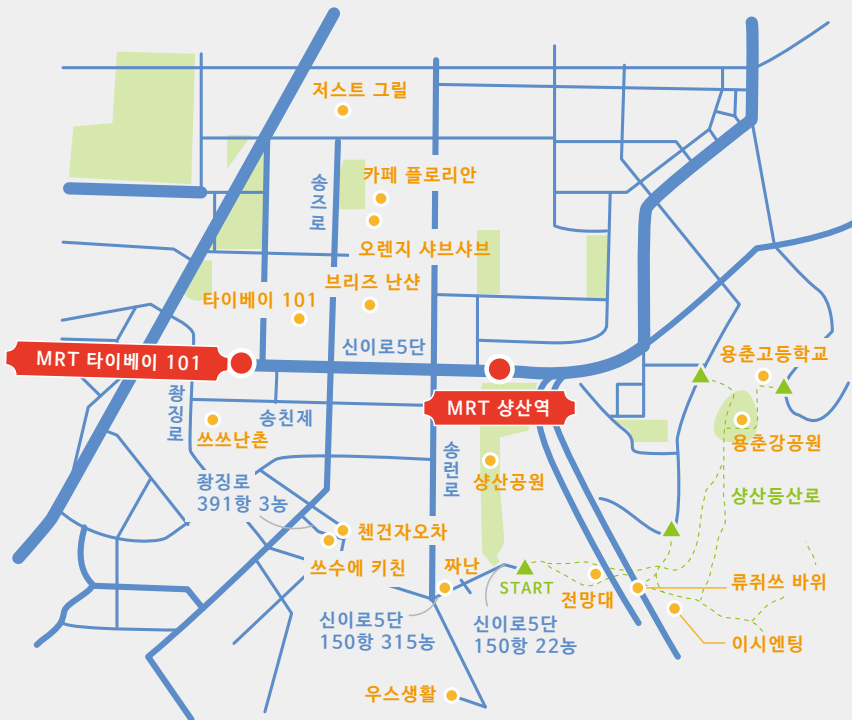 저스트 그릴
카페 플로리안
송즈로
오렌지 샤브샤브
브리즈 난샨
타이베이 101
신이로5단
MRT 타이베이 101
용춘고등학교
MRT 샹산역
좡징로
송친제
쓰쓰난촌
용춘강공원
송런로
샹산공원
좡징로
391항 3농
샹산등산로
첸건자오차
쓰수에 키친
짜난
START
전망대
류쥐쓰 바위
신이로5단
150항 315농
신이로5단
150항 22농
이시엔팅
우스생활